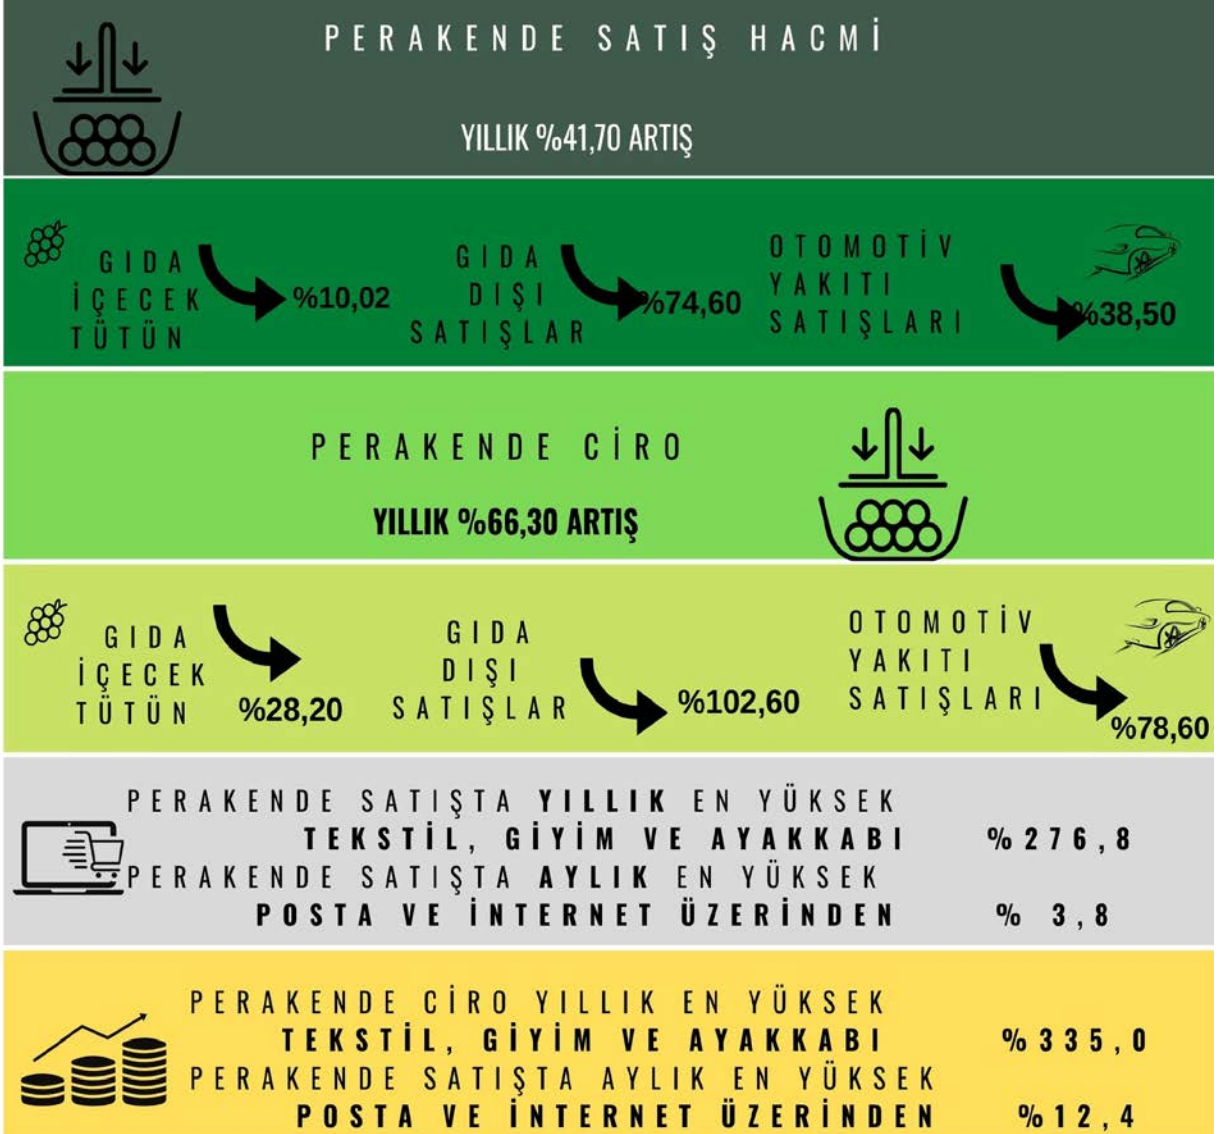 PERAKENDE SATIŞ HACMİ
YILLIK %41,70 ARTIŞ
GIDA
İÇECEK
TÜTÜN
%10,02
GIDA
DIŞI
SATIŞLAR
%74,60
OTOMOTİV
YAKITI
SATIŞLARI
%38,50
PERAKENDE CİRO
YILLIK %66,30 ARTIŞ
GIDA
İÇECEK
TÜTÜN
%28,20
GIDA
DIŞI
SATIŞLAR
%102,60
OTOMOTİV
YAKITI
SATIŞLARI
%78,60
PERAKENDE SATIŞTA YILLIK EN YÜKSEK
TEKSTİL, GİYİM VE AYAKKABI %276,8
PERAKENDE SATIŞTA AYLIK EN YÜKSEK
POSTA VE İNTERNET ÜZERİNDEN % 3,8
PERAKENDE CİRO YILLIK EN YÜKSEK
TEKSTİL, GİYİM VE AYAKKABI %335,0
PERAKENDE SATIŞTA AYLIK EN YÜKSEK
POSTA VE İNTERNET ÜZERİNDEN %12,4